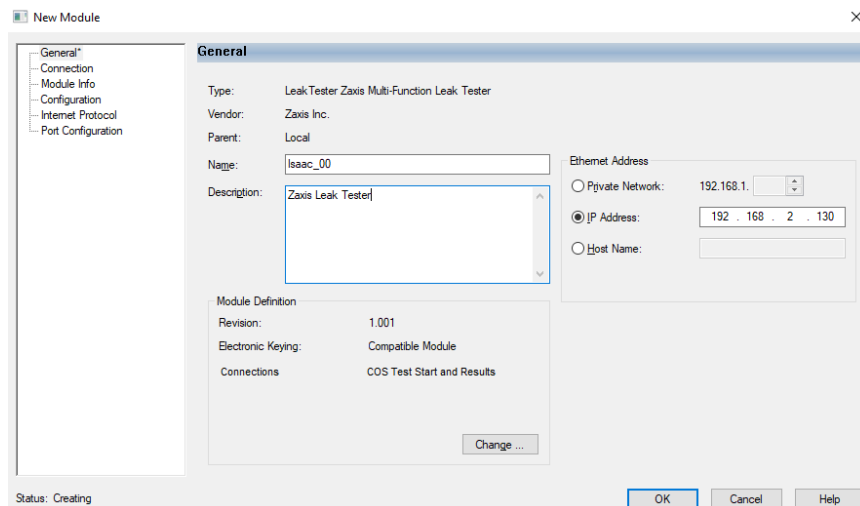 New Module
General*
Connection
Module Info
Configuration
Internet Protocol
Port Configuration
General
Type: LeakTester Zaxis Multi-Function Leak Tester
Vendor: Zaxis Inc.
Parent: Local
Name: Isaac_00
Description: Zaxis Leak Tester
Ethernet Address
Private Network: 192.168.1.
IP Address: 192 . 168 . 2 . 130
Host Name:
Module Definition
Revision: 1.001
Electronic Keying: Compatible Module
Connections COS Test Start and Results
Change ...
Status: Creating
OK Cancel Help